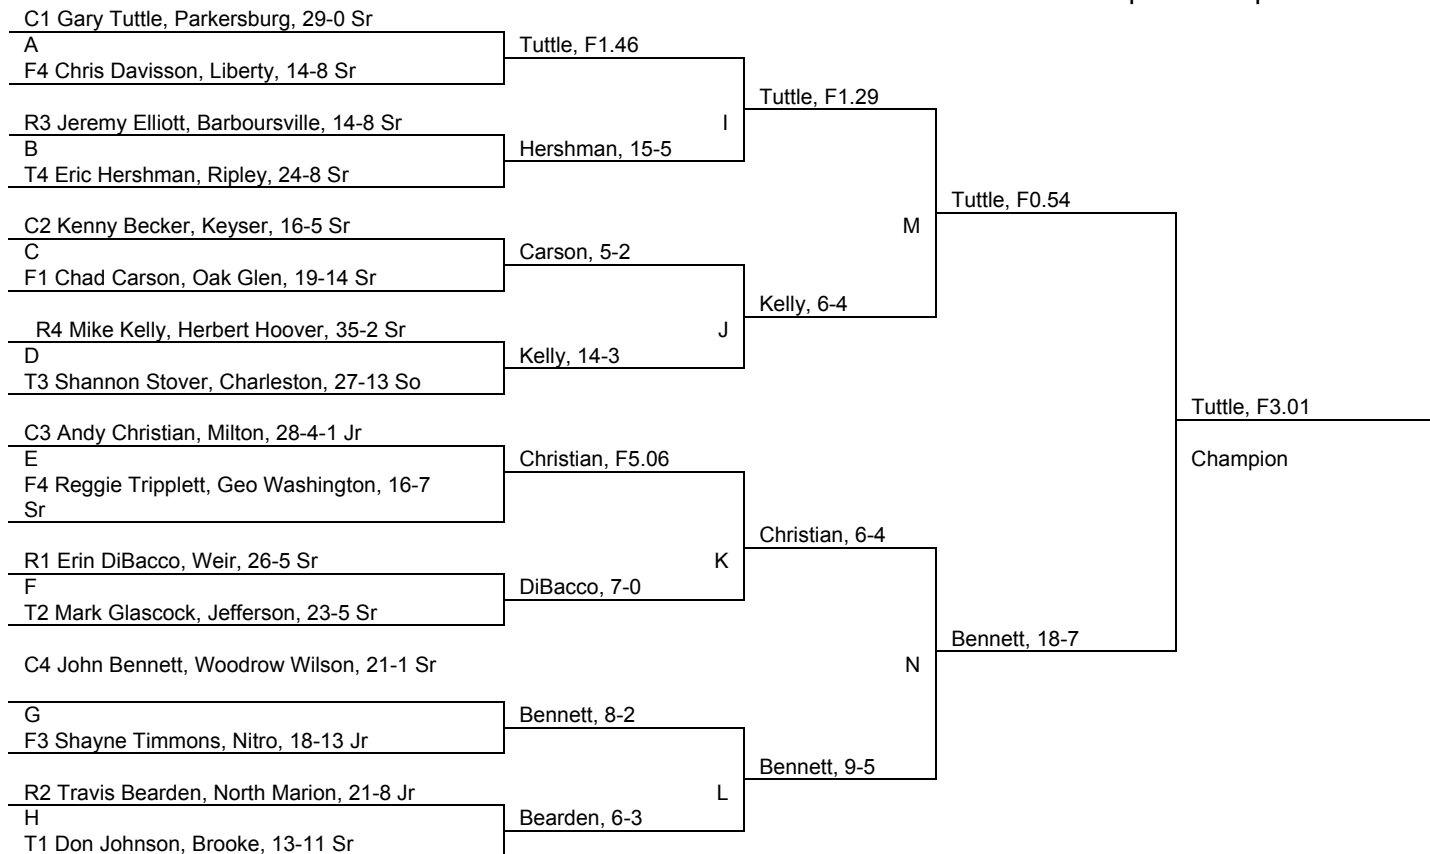 C1 Gary Tuttle, Parkersburg, 29-0 Sr
A
Tuttle, F1.46
F4 Chris Davisson, Liberty, 14-8 Sr
Tuttle, F1.29
R3 Jeremy Elliott, Barboursville, 14-8 Sr
I
B
Hershman, 15-5
T4 Eric Hershman, Ripley, 24-8 Sr
Tuttle, F0.54
C2 Kenny Becker, Keyser, 16-5 Sr
M
C
Carson, 5-2
F1 Chad Carson, Oak Glen, 19-14 Sr
Kelly, 6-4
R4 Mike Kelly, Herbert Hoover, 35-2 Sr
J
D
Kelly, 14-3
T3 Shannon Stover, Charleston, 27-13 So
Tuttle, F3.01
C3 Andy Christian, Milton, 28-4-1 Jr
E
Christian, F5.06
Champion
F4 Reggie Tripplett, Geo Washington, 16-7
Sr
Christian, 6-4
R1 Erin DiBacco, Weir, 26-5 Sr
K
F
DiBacco, 7-0
T2 Mark Glascock, Jefferson, 23-5 Sr
Bennett, 18-7
C4 John Bennett, Woodrow Wilson, 21-1 Sr
N
G
Bennett, 8-2
F3 Shayne Timmons, Nitro, 18-13 Jr
Bennett, 9-5
R2 Travis Bearden, North Marion, 21-8 Jr
L
H
Bearden, 6-3
T1 Don Johnson, Brooke, 13-11 Sr